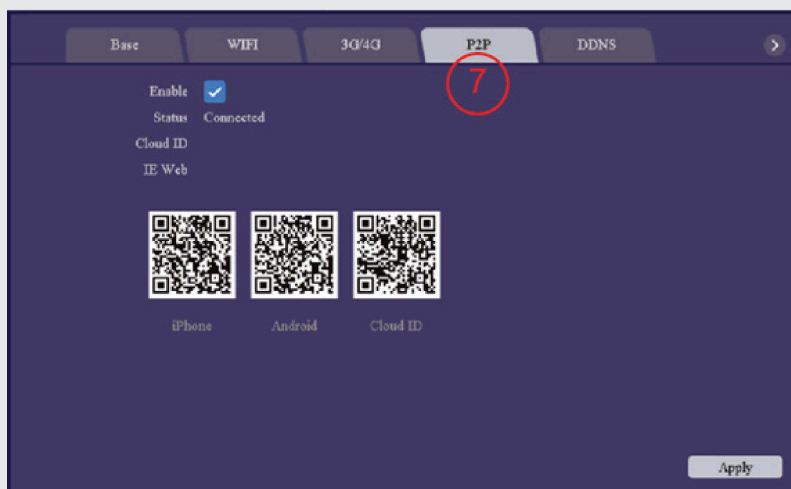 Base WIFI 3G/4G P2P DDNS >
7
Enable
Status Connected
Cloud ID
IE Web
iPhone Android Cloud ID
Apply